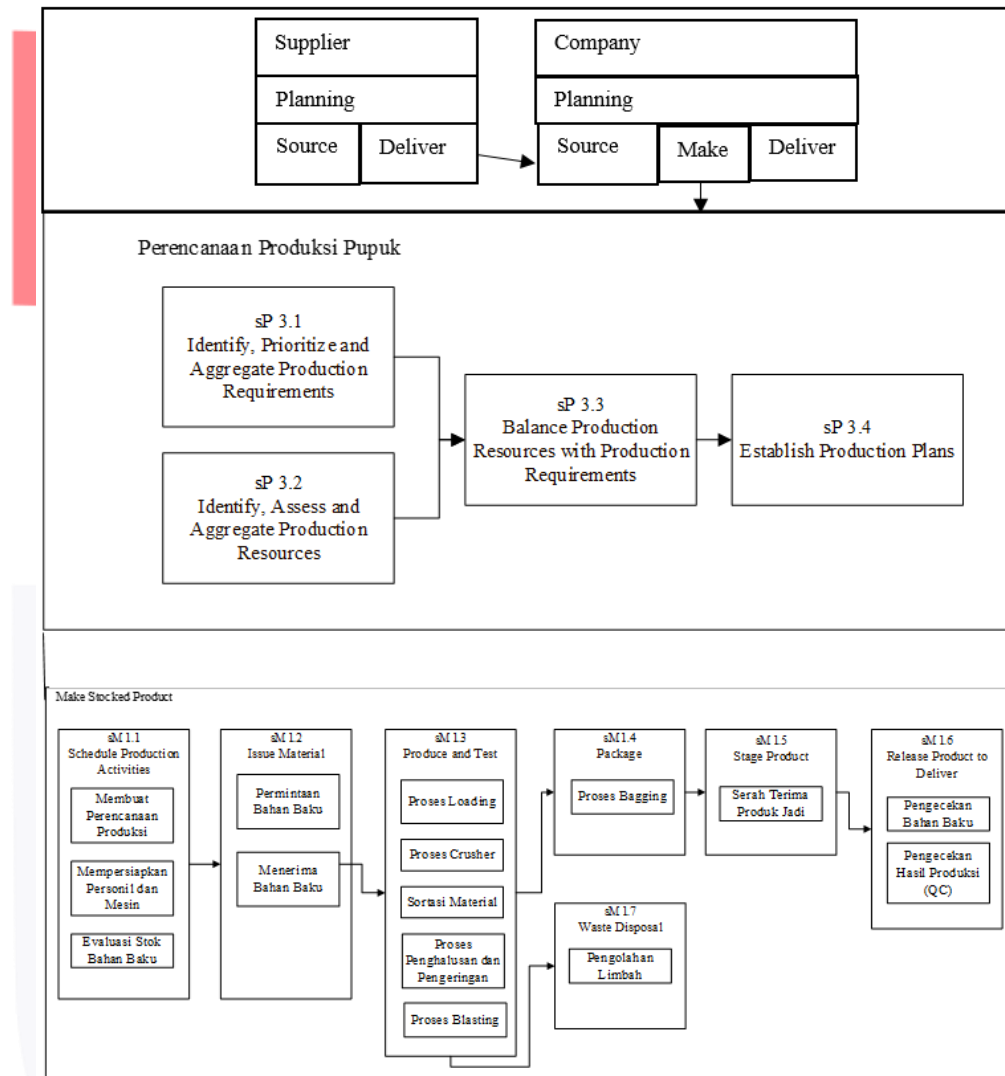 Supplier
Planning
Source
Deliver
Company
Planning
Source
Make
Deliver
Perencanaan Produksi Pupuk
sP 3.1
Identify, Prioritize and
Aggregate Production
Requirements
sP 3.2
Identify, Assess and
Aggregate Production
Resources
sP 3.3
Balance Production
Resources with Production
Requirements
sP 3.4
Establish Production Plans
Make Stocked Product
sM 1.1
Schedule Production
Activities
Membuat
Perencanaan
Produksi
Mempersiapkan
Personil dan
Mesin
Evaluasi Stok
Bahan Baku
sM 1.2
Issue Material
Permintaan
Bahan Baku
Menerima
Bahan Baku
sM 1.3
Produce and Test
Proses Loading
Proses Crusher
Sortasi Material
Proses
Penghalusan dan
Pengeringan
Proses Blasting
sM 1.4
Package
Proses Bagging
sM 1.7
Waste Disposal
Pengolahan
Limbah
sM 1.5
Stage Product
Serah Terima
Produk Jadi
sM 1.6
Release Product to
Deliver
Pengecekan
Bahan Baku
Pengecekan
Hasil Produksi
(QC)